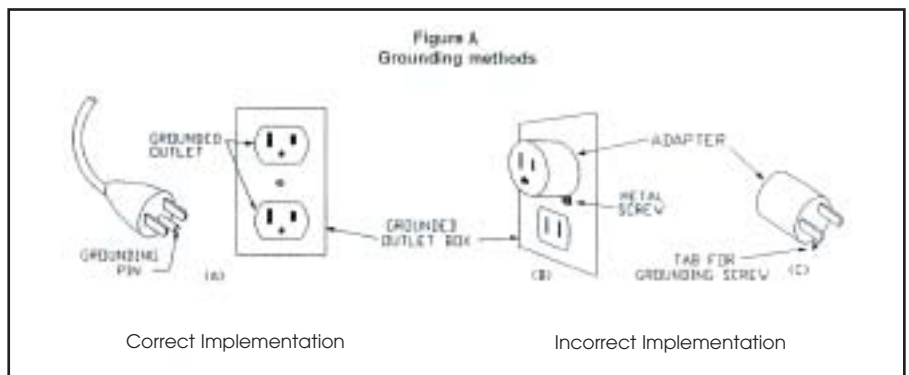 Figure A
Grounding methods
GROUNDED
OUTLET
GROUNDING
PIN
(A)
GROUNDED
OUTLET BOX
ADAPTER
METAL
SCREW
(B)
TAB FOR
GROUNDING SCREW
(C)
Correct Implementation
Incorrect Implementation